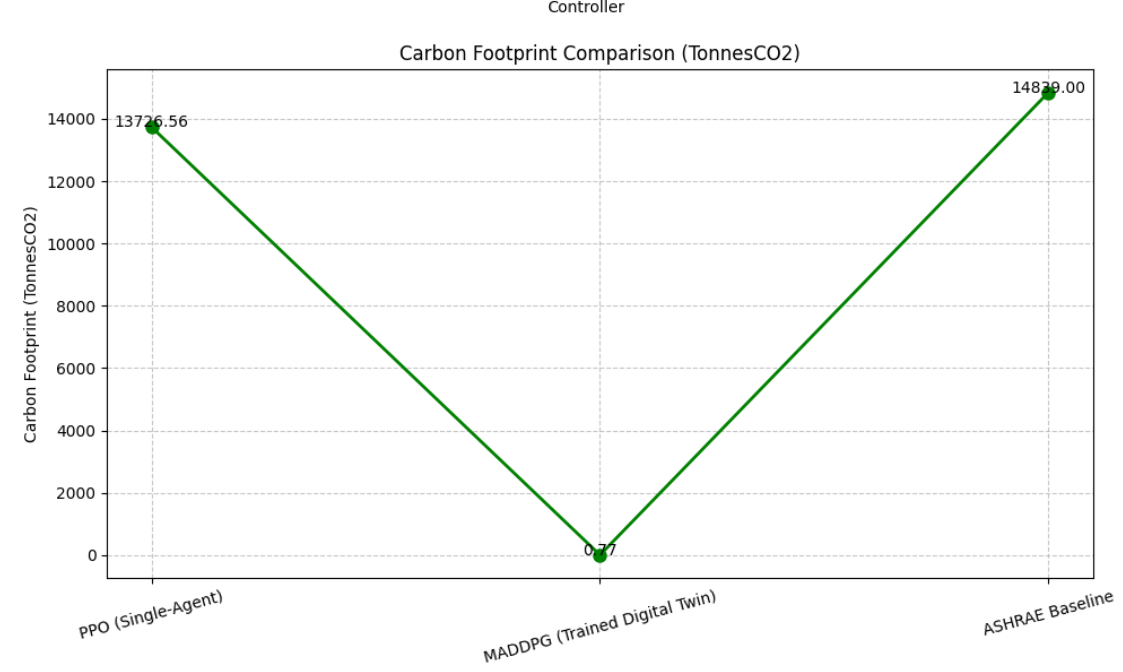 Controller
Carbon Footprint Comparison (TonnesCO2)
Carbon Footprint (TonnesCO2)
14000
12000
10000
8000
6000
4000
2000
0
13726.56
0.77
14839.00
PPO (Single-Agent)
MADDPG (Trained Digital Twin)
ASHRAE Baseline